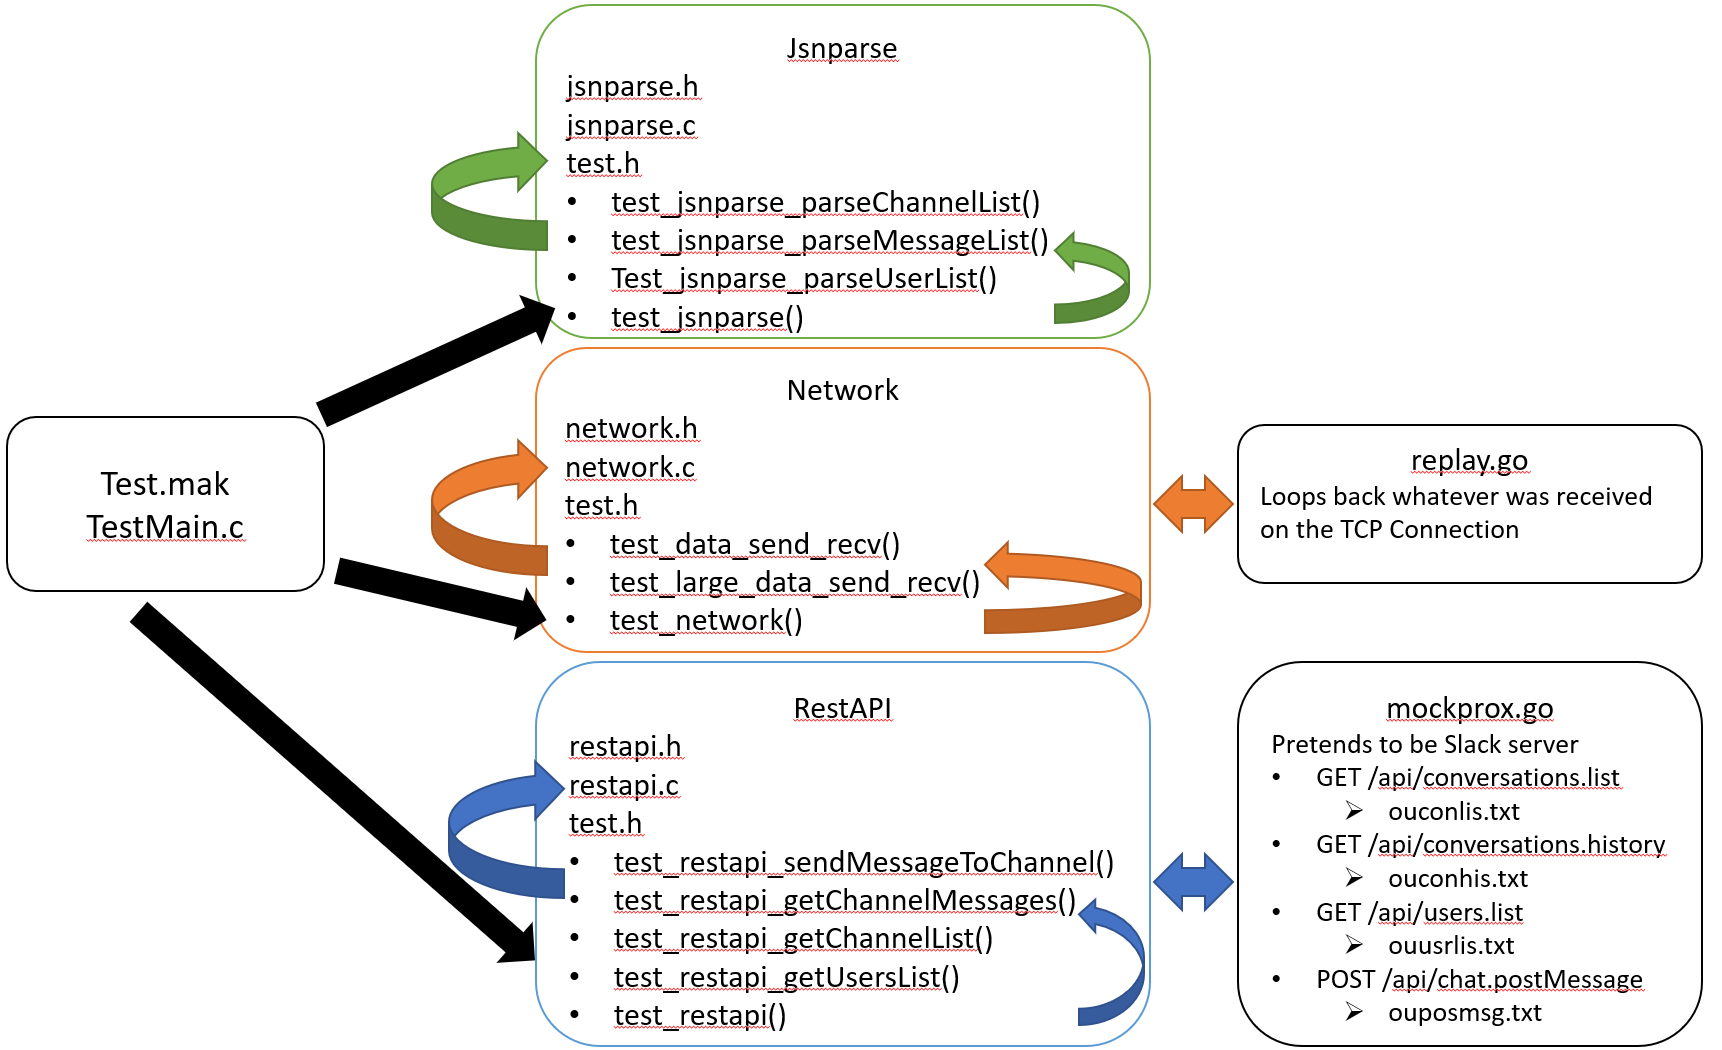 Test.mak
TestMain.c
Jsnparse
jsnparse.h
jsnparse.c
test.h
• test_jsnparse_parseChannelList()
• test_jsnparse_parseMessageList()
• Test_jsnparse_parseUserList()
• test_jsnparse()
Network
network.h
network.c
test.h
• test_data_send_recv()
• test_large_data_send_recv()
• test_network()
replay.go
Loops back whatever was received
on the TCP Connection
RestAPI
restapi.h
restapi.c
test.h
• test_restapi_sendMessageToChannel()
• test_restapi_getChannelMessages()
• test_restapi_getChannelList()
• test_restapi_getUsersList()
• test_restapi()
mockprox.go
Pretends to be Slack server
• GET /api/conversations.list
➢ ouconlis.txt
• GET /api/conversations.history
➢ ouconhis.txt
• GET /api/users.list
➢ ouusrlis.txt
• POST /api/chat.postMessage
➢ ouposmsg.txt